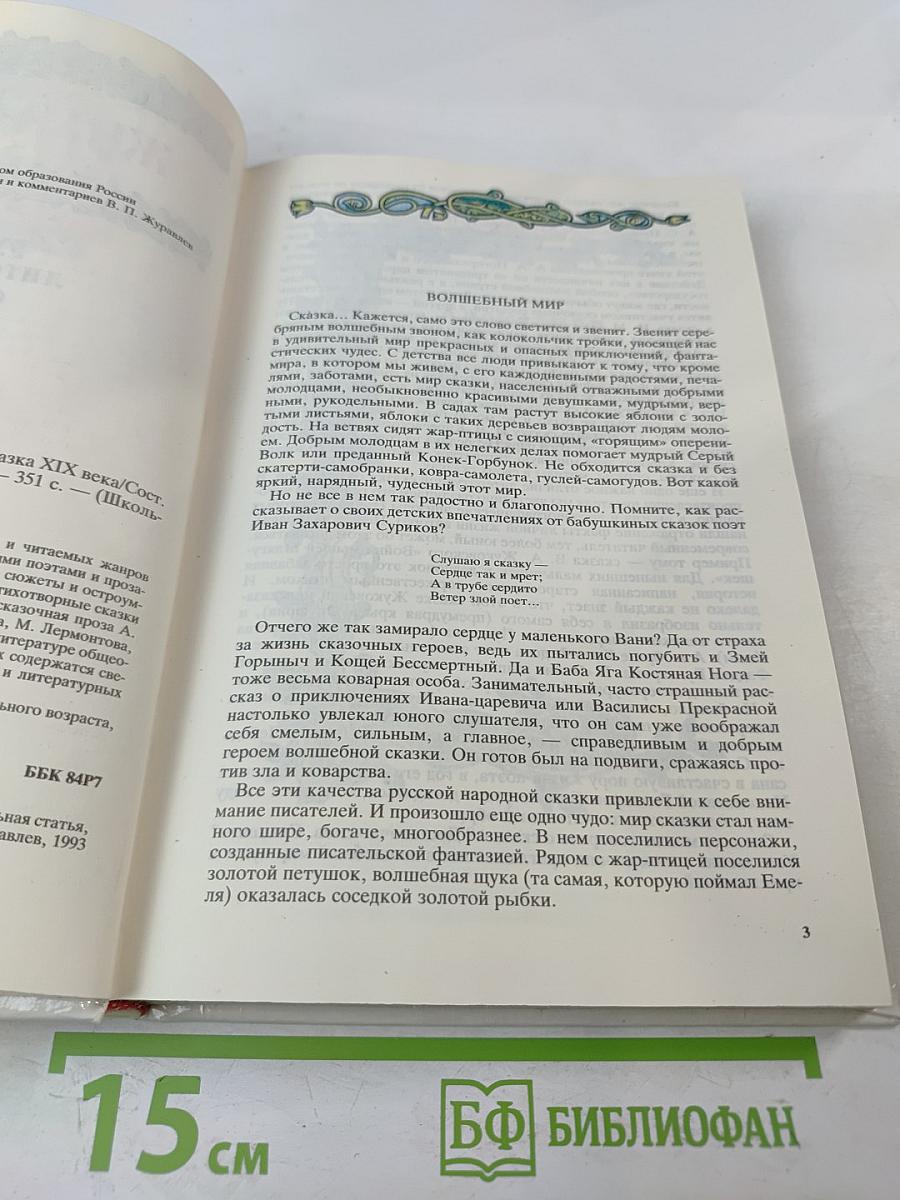 ом образования России
и и комментариев В. П. Журавлев
азка XIX века/Сост.
— 351 с. — (Школь-
и читаемых жанров
ми поэтами и проза-
сюжеты и остроум-
тихотворные сказки
сказочная проза А.
а, М. Лермонтова,
литературе общео-
х содержатся све-
и литературных
льного возраста,
ББК 84Р7
ьная статья,
авлев, 1993
ВОЛШЕБНЫЙ МИР
Сказка... Кажется, само это слово светится и звенит. Звенит сере-
бряным волшебным звоном, как колокольчик тройки, уносящей нас
в удивительный мир прекрасных и опасных приключений, фанта-
стических чудес. С детства все люди привыкают к тому, что кроме
мира, в котором мы живем, с его каждодневными радостями, печа-
лями, заботами, есть мир сказки, населенный отважными добрыми
молодцами, необыкновенно красивыми девушками, мудрыми, вер-
ными, рукодельными. В садах там растут высокие яблони с золо-
тыми листьями, яблоки с таких деревьев возвращают людям моло-
дость. На ветвях сидят жар-птицы с сияющим, «горящим» оперени-
ем. Добрым молодцам в их нелегких делах помогает мудрый Серый
Волк или преданный Конек-Горбунок. Не обходится сказка и без
скатерти-самобранки, ковра-самолета, гуслей-самогудов. Вот какой
яркий, нарядный, чудесный этот мир.
Но не все в нем так радостно и благополучно. Помните, как рас-
сказывает о своих детских впечатлениях от бабушкиных сказок поэт
Иван Захарович Суриков?
Слушаю я сказку —
Сердце так и мрет;
А в трубе сердито
Ветер злой поет...
Отчего же так замирало сердце у маленького Вани? Да от страха
за жизнь сказочных героев, ведь их пытались погубить и Змей
Горыныч и Кощей Бессмертный. Да и Баба Яга Костяная Нога —
тоже весьма коварная особа. Занимательный, часто страшный рас-
сказ о приключениях Ивана-царевича или Василисы Прекрасной
настолько увлекал юного слушателя, что он сам уже воображал
себя смелым, сильным, а главное, — справедливым и добрым
героем волшебной сказки. Он готов был на подвиги, сражаясь про-
тив зла и коварства.
Все эти качества русской народной сказки привлекли к себе вни-
мание писателей. И произошло еще одно чудо: мир сказки стал нам-
ного шире, богаче, многообразнее. В нем поселились персонажи,
созданные писательской фантазией. Рядом с жар-птицей поселился
золотой петушок, волшебная щука (та самая, которую поймал Еме-
ля) оказалась соседкой золотой рыбки.
3
15 см
БФ БИБЛИОФАН